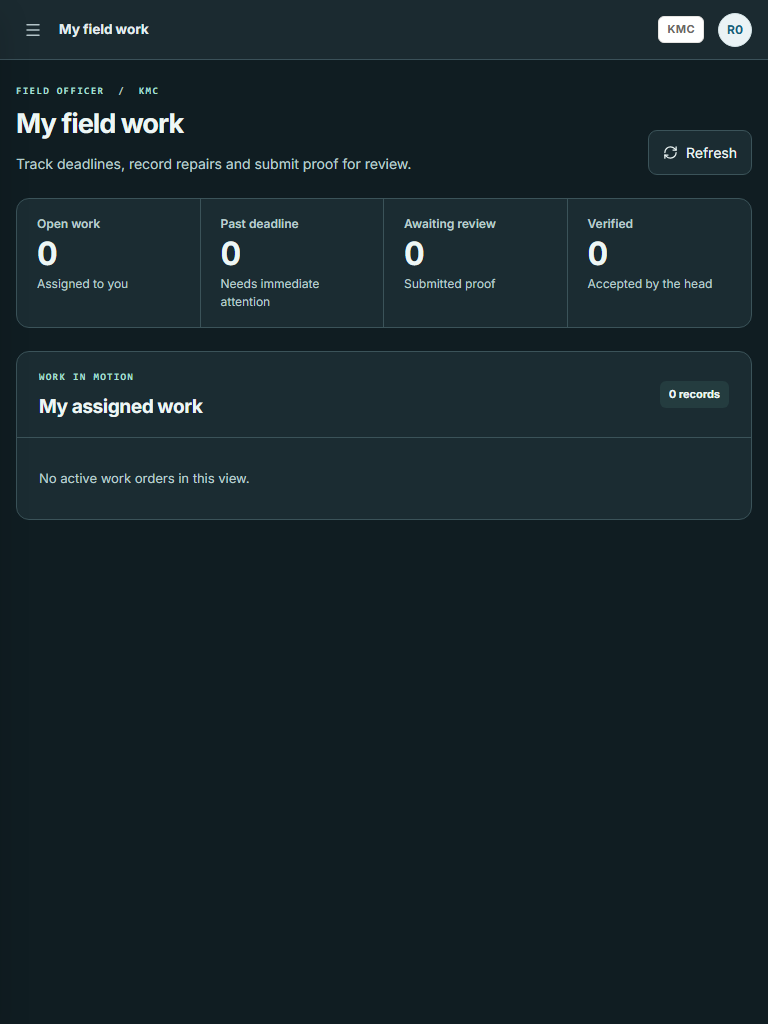 My field work
KMC
RO
FIELD OFFICER / KMC
My field work
Track deadlines, record repairs and submit proof for review.
Refresh
Open work
0
Assigned to you
Past deadline
0
Needs immediate
attention
Awaiting review
0
Submitted proof
Verified
0
Accepted by the head
WORK IN MOTION
My assigned work
0 records
No active work orders in this view.